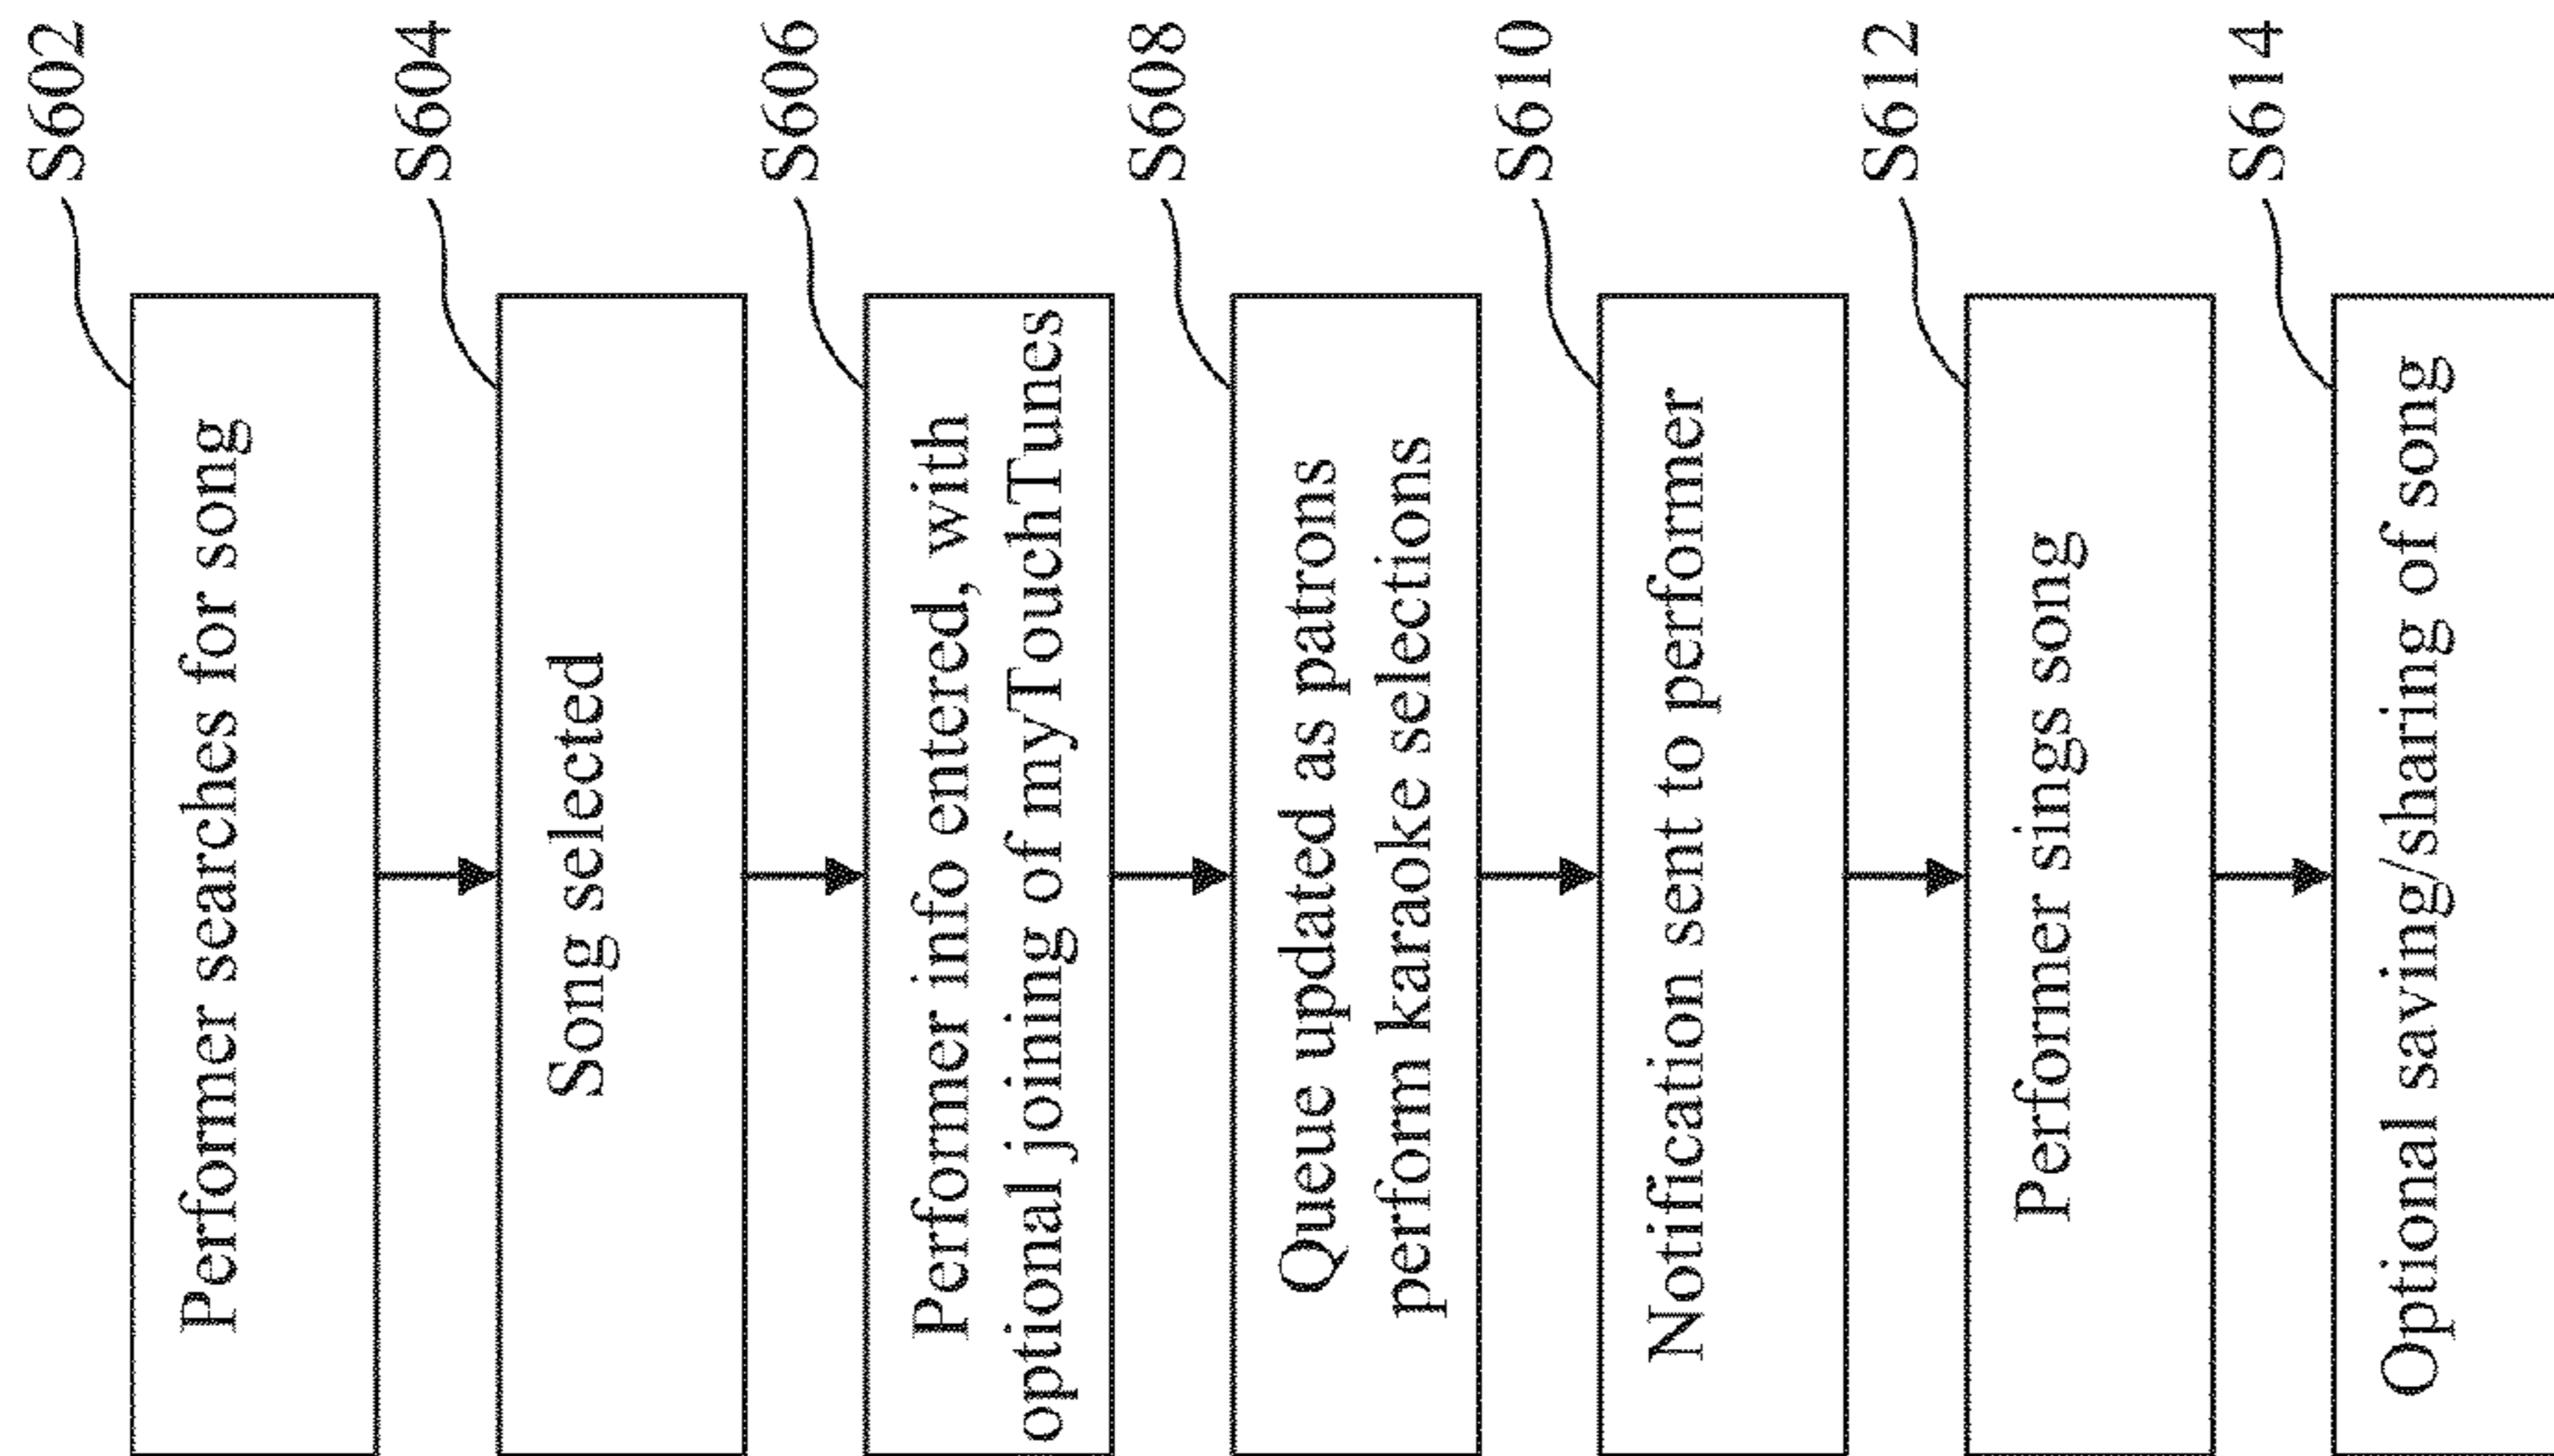 S602
Performer searches for song
S604
Song selected
S606
Performer info entered, with
optional joining of myTouchTunes
S608
Queue updated as patrons
perform karaoke selections
S610
Notification sent to performer
S612
Performer sings song
S614
Optional saving/sharing of song